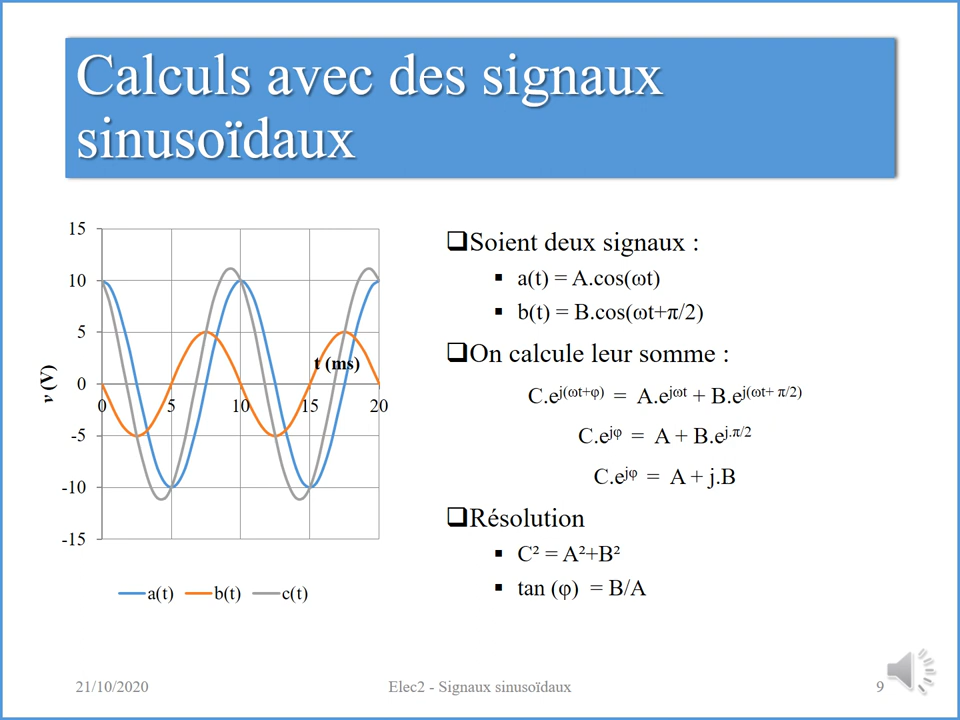 Calculs avec des signaux
sinusoïdaux
15
10
5
0
-5
-10
-15
v (V)
0 5 10 15 20
t (ms)
a(t) b(t) c(t)
❑Soient deux signaux :
▪ a(t) = A.cos(ωt)
▪ b(t) = B.cos(ωt+π/2)
❑On calcule leur somme :
C.e^j(ωt+φ) = A.e^jωt + B.e^j(ωt+ π/2)
C.e^jφ = A + B.e^j.π/2
C.e^jφ = A + j.B
❑Résolution
▪ C² = A²+B²
▪ tan (φ) = B/A
21/10/2020
Elec2 - Signaux sinusoïdaux
9